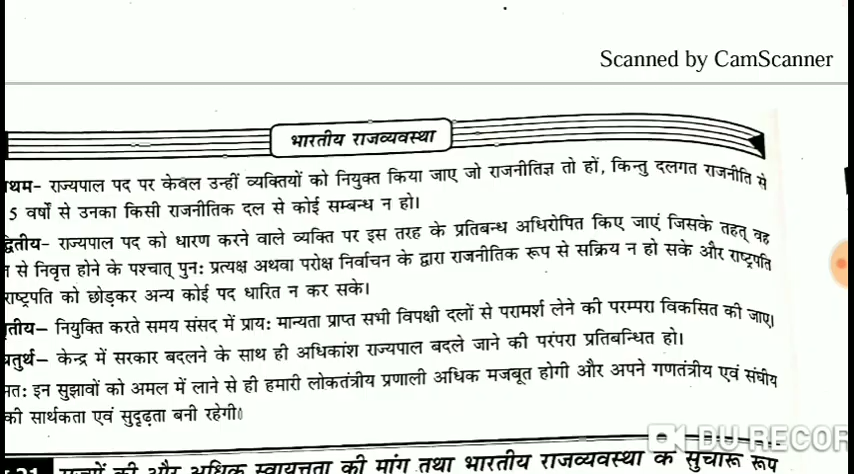 Scanned by CamScanner
भारतीय राजव्यवस्था
थम- राज्यपाल पद पर केवल उन्हीं व्यक्तियों को नियुक्त किया जाए जो राजनीतिज्ञ तो हों, किन्तु दलगत राजनीति से
5 वर्षों से उनका किसी राजनीतिक दल से कोई सम्बन्ध न हो।
द्वितीय- राज्यपाल पद को धारण करने वाले व्यक्ति पर इस तरह के प्रतिबन्ध अधिरोपित किए जाएं जिसके तहत् वह
से निवृत्त होने के पश्चात् पुन: प्रत्यक्ष अथवा परोक्ष निर्वाचन के द्वारा राजनीतिक रूप से सक्रिय न हो सके और राष्ट्रपति
राष्ट्रपति को छोड़कर अन्य कोई पद धारित न कर सके।
तीय– नियुक्ति करते समय संसद में प्राय: मान्यता प्राप्त सभी विपक्षी दलों से परामर्श लेने की परम्परा विकसित की जाए।
तुर्थ– केन्द्र में सरकार बदलने के साथ ही अधिकांश राज्यपाल बदले जाने की परंपरा प्रतिबन्धित हो।
त: इन सुझावों को अमल में लाने से ही हमारी लोकतंत्रीय प्रणाली अधिक मजबूत होगी और अपने गणतंत्रीय एवं संघीय
की सार्थकता एवं सुदृढ़ता बनी रहेगी।
DU RECOR
21 राज्यों की और अधिक स्वायत्तता की मांग तथा भारतीय राजव्यवस्था के सुचारू रूप